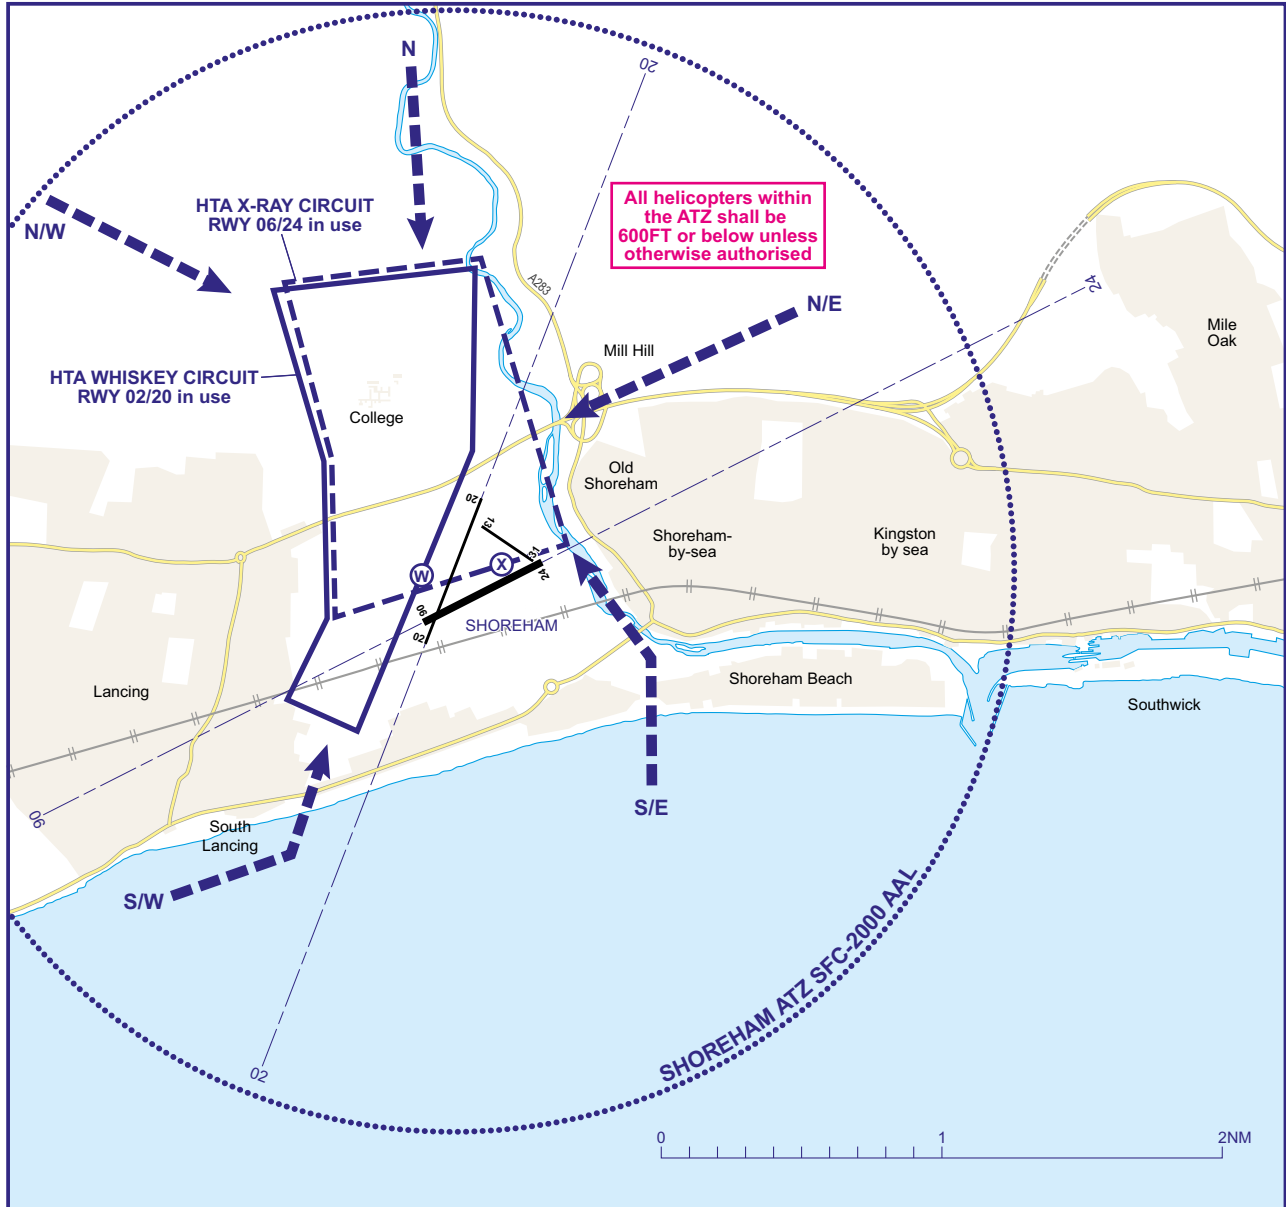 N
20
N/W
HTA X-RAY CIRCUIT
RWY 06/24 in use
All helicopters within
the ATZ shall be
600FT or below unless
otherwise authorised
A283
24
N/E
Mile
Oak
Mill Hill
HTA WHISKEY CIRCUIT
RWY 02/20 in use
College
Old
Shoreham
20
13
Shoreham-
by-sea
Kingston
by sea
31
X
W
24
06
02
SHOREHAM
Lancing
Shoreham Beach
Southwick
06
S/E
South
Lancing
S/W
SHOREHAM ATZ SFC-2000 AAL
02
0
1
2NM